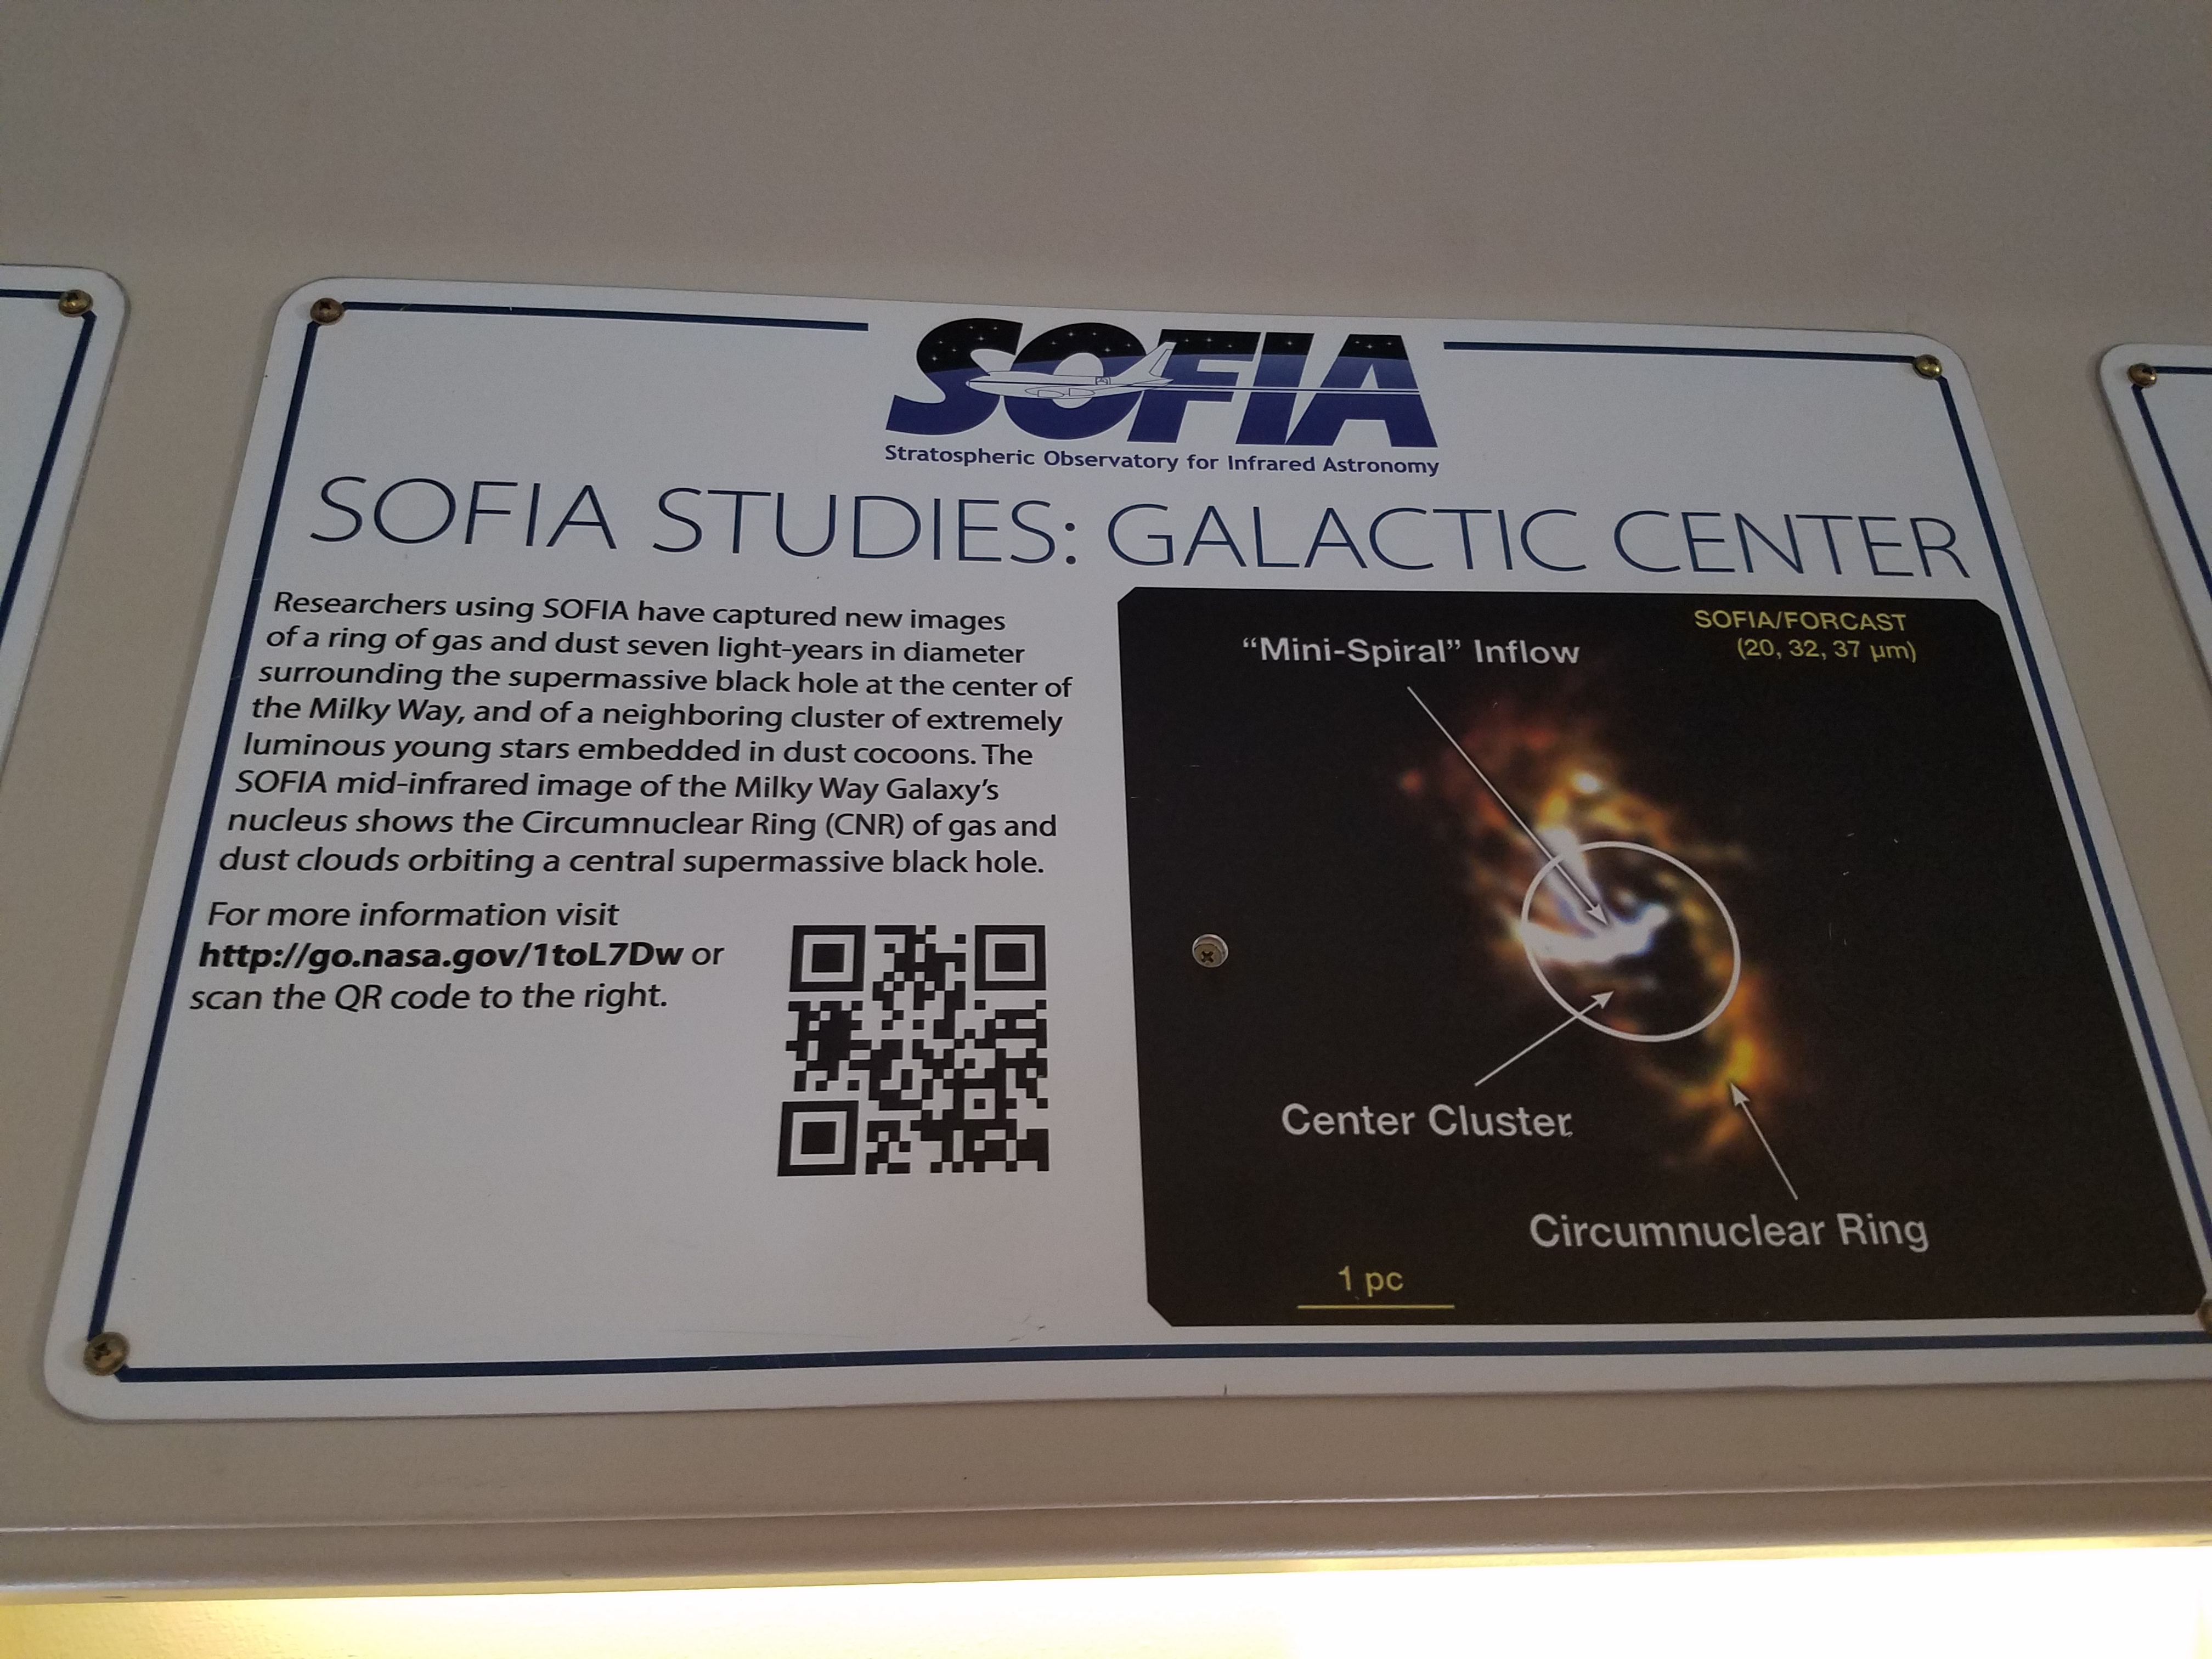 SOFIA
Stratospheric Observatory for Infrared Astronomy
SOFIA STUDIES: GALACTIC CENTER
Researchers using SOFIA have captured new images
of a ring of gas and dust seven light-years in diameter
surrounding the supermassive black hole at the center of
the Milky Way, and of a neighboring cluster of extremely
luminous young stars embedded in dust cocoons. The
SOFIA mid-infrared image of the Milky Way Galaxy's
nucleus shows the Circumnuclear Ring (CNR) of gas and
dust clouds orbiting a central supermassive black hole.
For more information visit
http://go.nasa.gov/1toL7Dw or
scan the QR code to the right.
SOFIA/FORCAST
(20, 32, 37 µm)
“Mini-Spiral” Inflow
Center Cluster
Circumnuclear Ring
1 pc